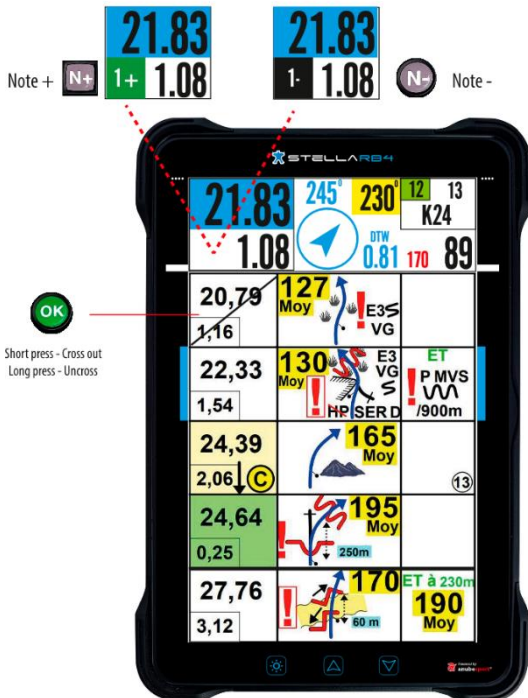 21.83
1+ 1.08
Note + N+
21.83
1- 1.08
N- Note -
STELLARB4
21.83
1.08
245°
230°
DTW
0.81
12 13
K24
170 89
OK
Short press - Cross out
Long press - Uncross
20,79
1,16
127
Moy
! E3
VG
22,33
1,54
130
Moy
!
E3
VG
HP SER D
ET
! P MVS
/900m
24,39
2,06 C
165
Moy
13
24,64
0,25
!
195
Moy
250m
27,76
3,12
!
170
60 m
ET à 230m
190
Moy